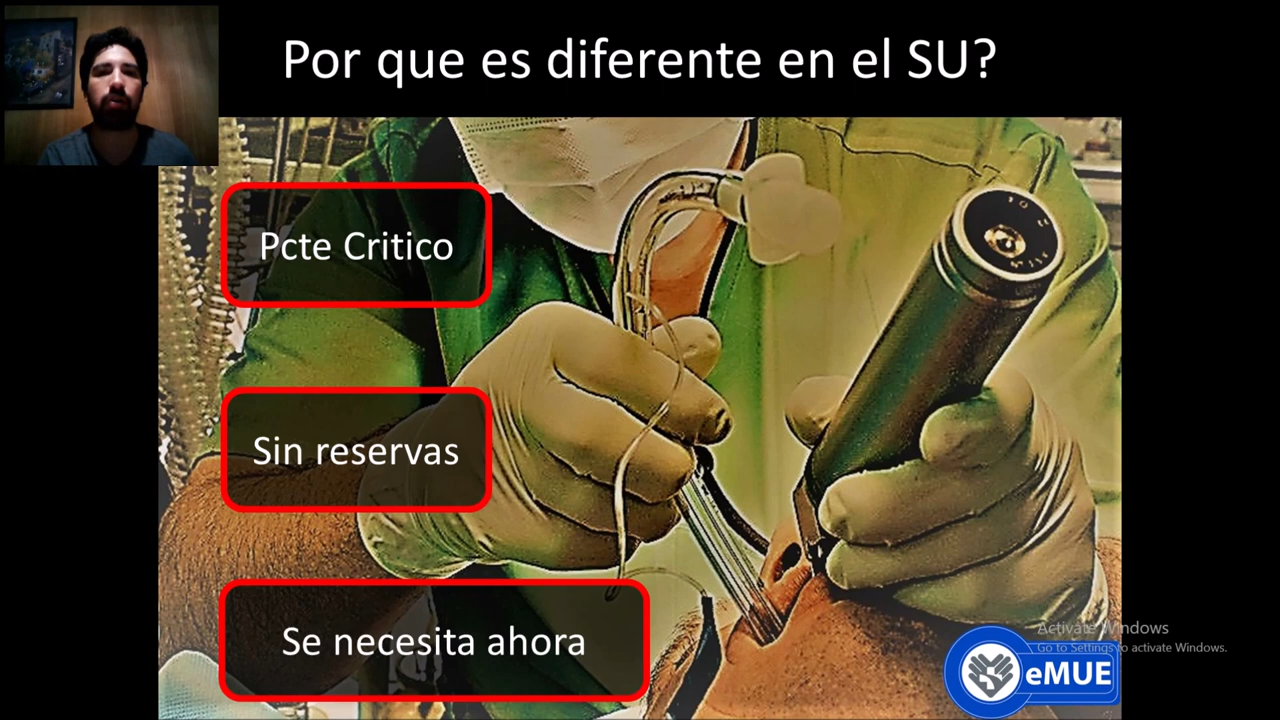 Por que es diferente en el SU?
Pcte Critico
Sin reservas
Se necesita ahora
Activate Windows
Go to Settings to activate Windows.
eMUE